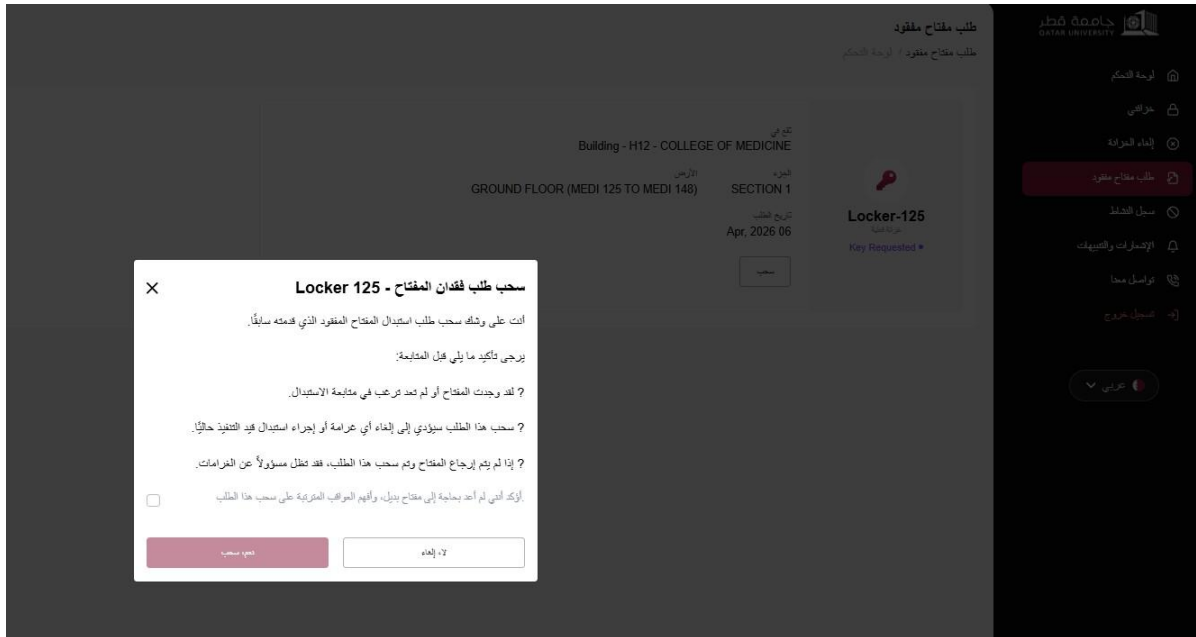 جامعة قطر
QATAR UNIVERSITY
لوحة التحكم
خزانتي
إلغاء الخزانة
طلب مفتاح مفقود
سجل النشاط
الإشعارات والتنبيهات
تواصل معنا
تسجيل خروج
عربي
طلب مفتاح مفقود
طلب مفتاح مفقود / لوحة التحكم
Locker-125
Key Requested
تقع في
Building - H12 - COLLEGE OF MEDICINE
الجزء
SECTION 1
الأرض
GROUND FLOOR (MEDI 125 TO MEDI 148)
تاريخ الطلب
Apr, 2026 06
سحب
سحب طلب فقدان المفتاح - Locker 125
أنت على وشك سحب طلب استبدال المفتاح المفقود الذي قدمته سابقًا.
يرجى تأكيد ما يلي قبل المتابعة:
? لقد وجدت المفتاح أو لم تعد ترغب في متابعة الاستبدال.
? سحب هذا الطلب سيؤدي إلى إلغاء أي غرامة أو إجراء استبدال قيد التنفيذ حاليًا.
? إذا لم يتم إرجاع المفتاح وتم سحب هذا الطلب، فقد تظل مسؤولاً عن الغرامات.
.أؤكد أنني لم أعد بحاجة إلى مفتاح بديل، وأفهم العواقب المترتبة على سحب هذا الطلب
لا، إلغاء
نعم، سحب